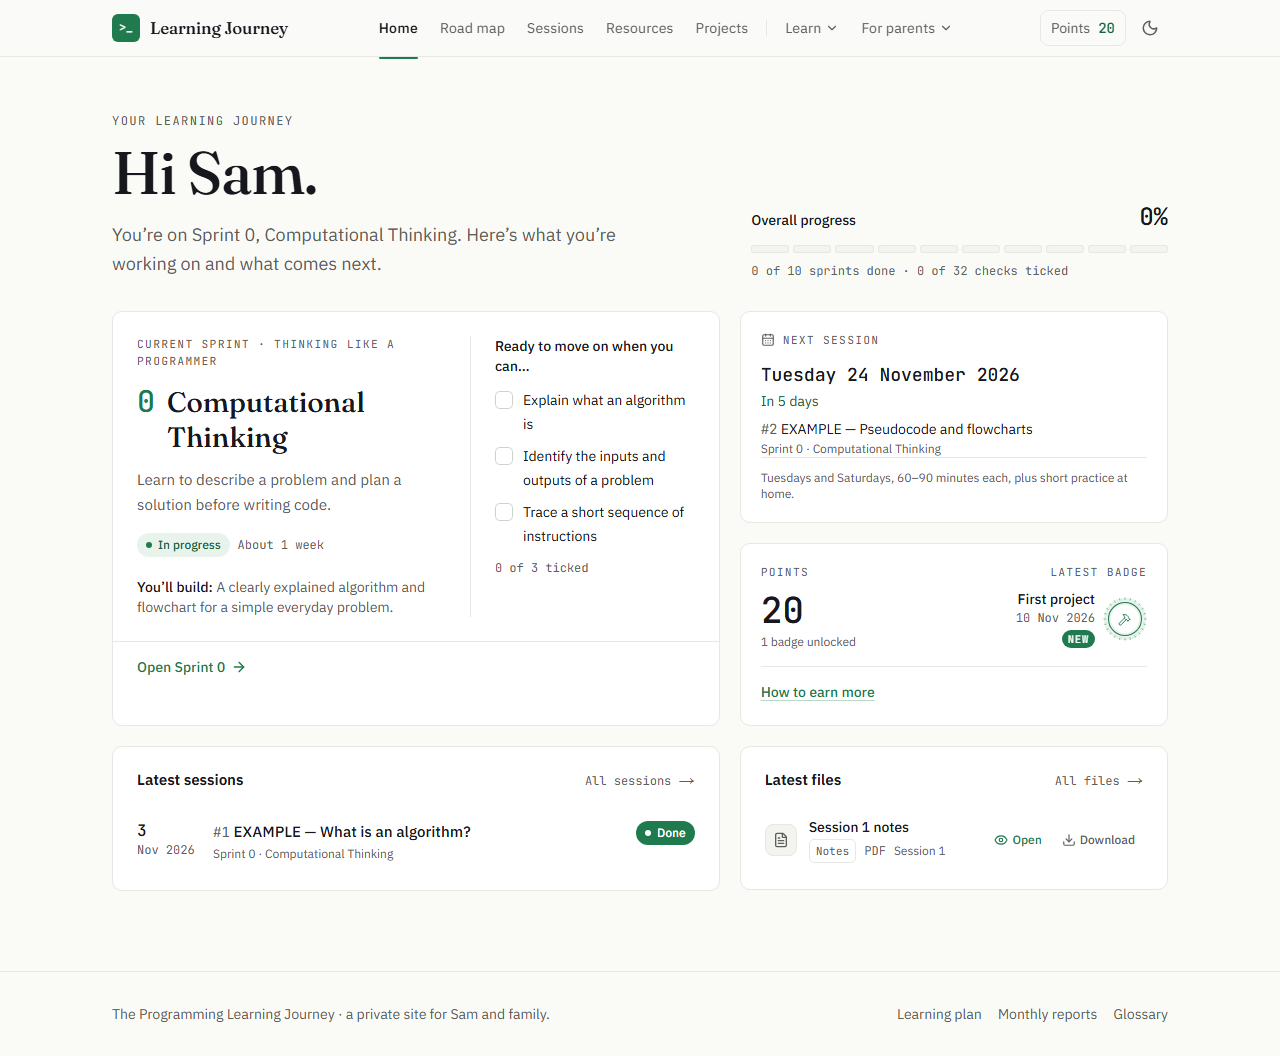 >_ Learning Journey
Home Road map Sessions Resources Projects Learn For parents
Points 20
YOUR LEARNING JOURNEY
Hi Sam.
You’re on Sprint 0, Computational Thinking. Here’s what you’re
working on and what comes next.
Overall progress 0%
0 of 10 sprints done · 0 of 32 checks ticked
CURRENT SPRINT · THINKING LIKE A
PROGRAMMER
0 Computational
Thinking
Learn to describe a problem and plan a
solution before writing code.
In progress About 1 week
You’ll build: A clearly explained algorithm and
flowchart for a simple everyday problem.
Ready to move on when you
can…
Explain what an algorithm
is
Identify the inputs and
outputs of a problem
Trace a short sequence of
instructions
0 of 3 ticked
Open Sprint 0 →
NEXT SESSION
Tuesday 24 November 2026
In 5 days
#2 EXAMPLE — Pseudocode and flowcharts
Sprint 0 · Computational Thinking
Tuesdays and Saturdays, 60–90 minutes each, plus short practice at
home.
POINTS
20
1 badge unlocked
LATEST BADGE
First project
10 Nov 2026
NEW
How to earn more
Latest sessions All sessions →
3
Nov 2026
#1 EXAMPLE — What is an algorithm?
Sprint 0 · Computational Thinking
Done
Latest files All files →
Session 1 notes
Notes PDF Session 1
Open Download
The Programming Learning Journey · a private site for Sam and family.
Learning plan Monthly reports Glossary